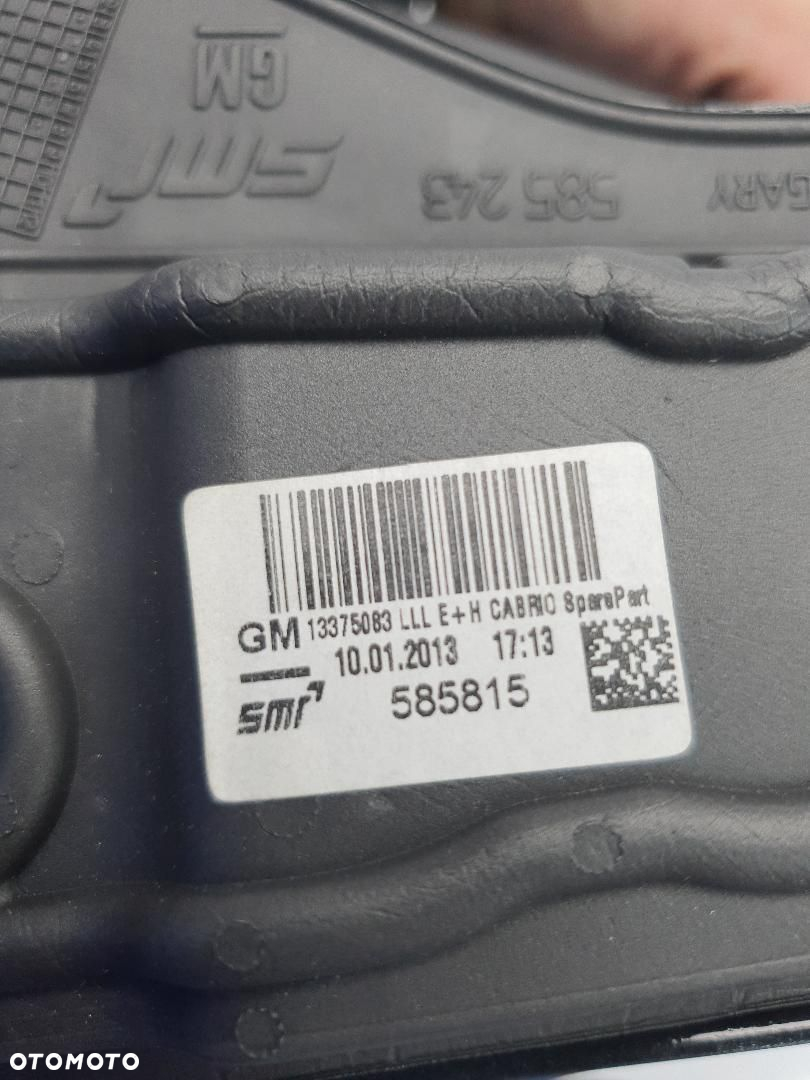 GM
smr
585 243
GARY
GM 13375083 LLL E+H CABRIO SparePart
10.01.2013 17:13
smr 585815
OTOMOTO